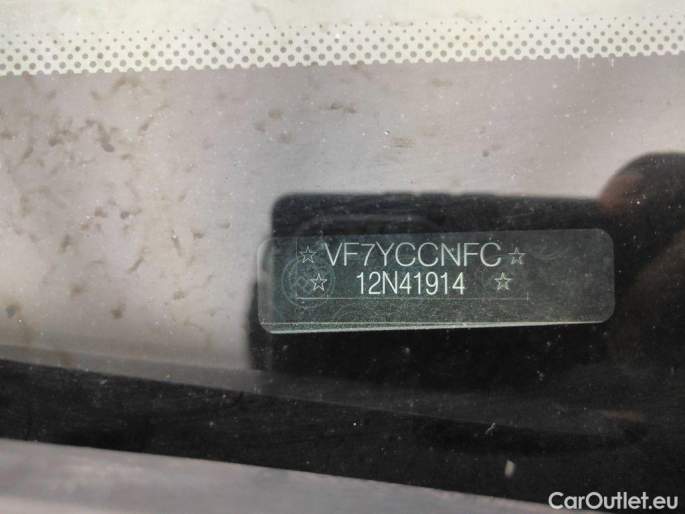 ☆VF7YCCNFC☆
☆ 12N41914 ☆
CarOutlet.eu